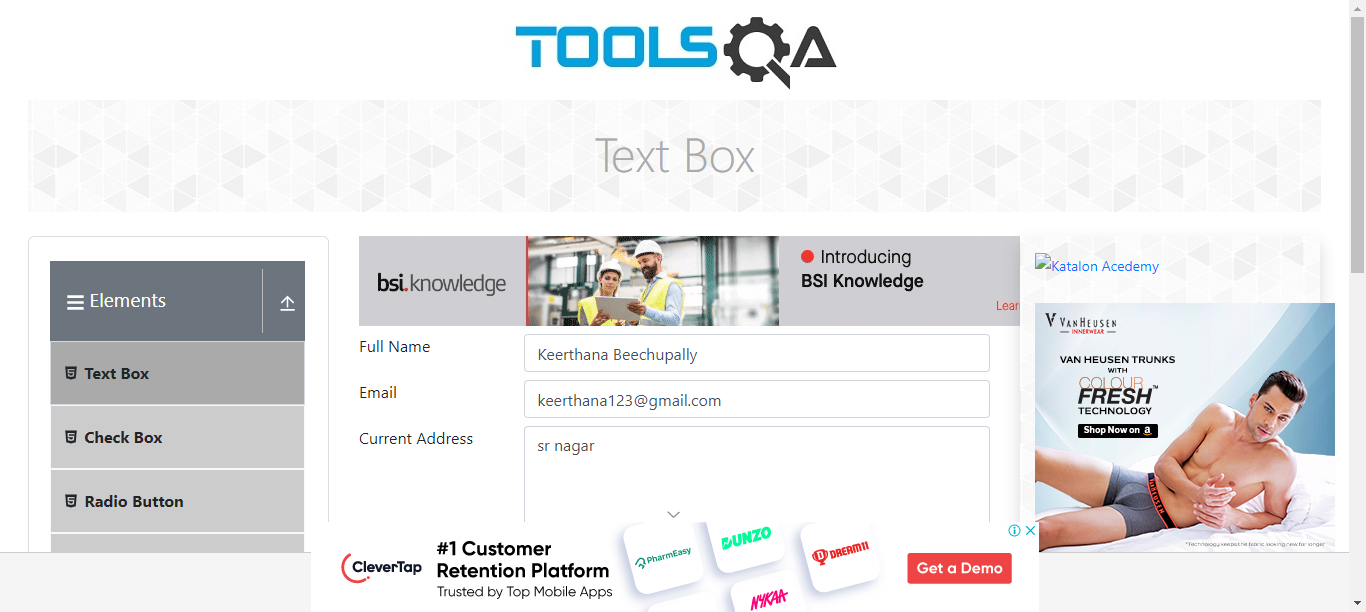 TOOLSQA
Text Box
Elements
Text Box
Check Box
Radio Button
bsi.knowledge
Introducing
BSI Knowledge
Lear
Full Name
Keerthana Beechupally
Email
keerthana123@gmail.com
Current Address
sr nagar
Katalon Acedemy
VANHEUSEN
INNERWEAR
VAN HEUSEN TRUNKS
WITH
COLOUR
FRESH™
TECHNOLOGY
Shop Now on a
*Technology keeps the fabric looking new for longer
CleverTap
#1 Customer
Retention Platform
Trusted by Top Mobile Apps
PharmEasy
DUNZO
DREAM11
NYKAA
Get a Demo